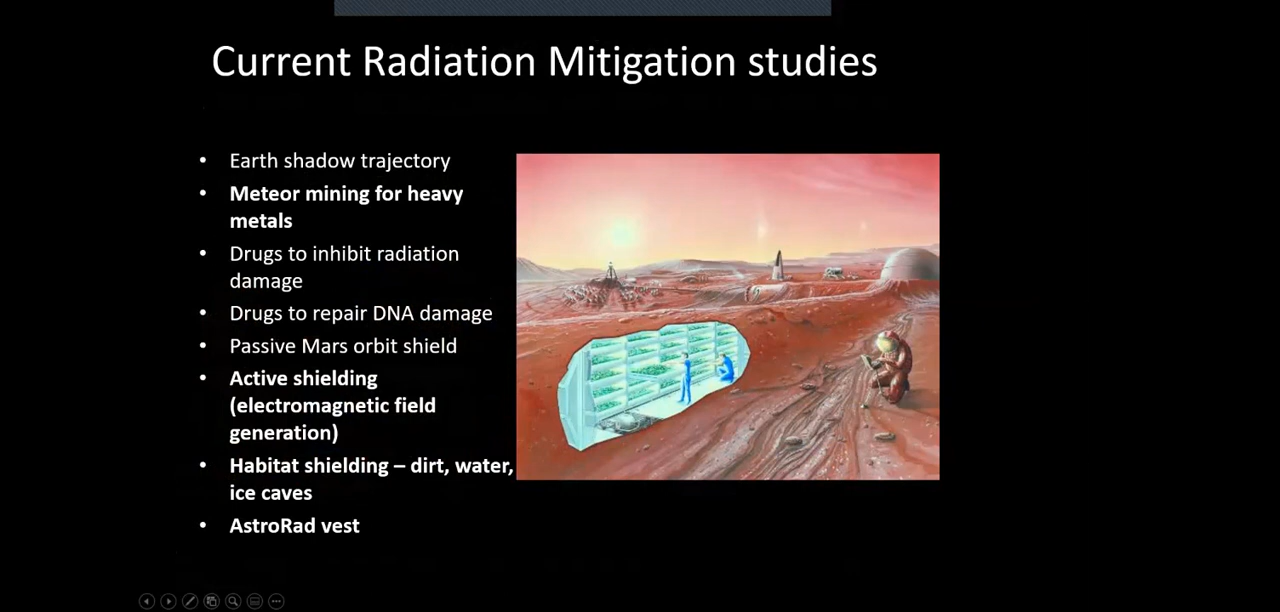 Current Radiation Mitigation studies
• Earth shadow trajectory
• Meteor mining for heavy
metals
• Drugs to inhibit radiation
damage
• Drugs to repair DNA damage
• Passive Mars orbit shield
• Active shielding
(electromagnetic field
generation)
• Habitat shielding – dirt, water,
ice caves
• AstroRad vest